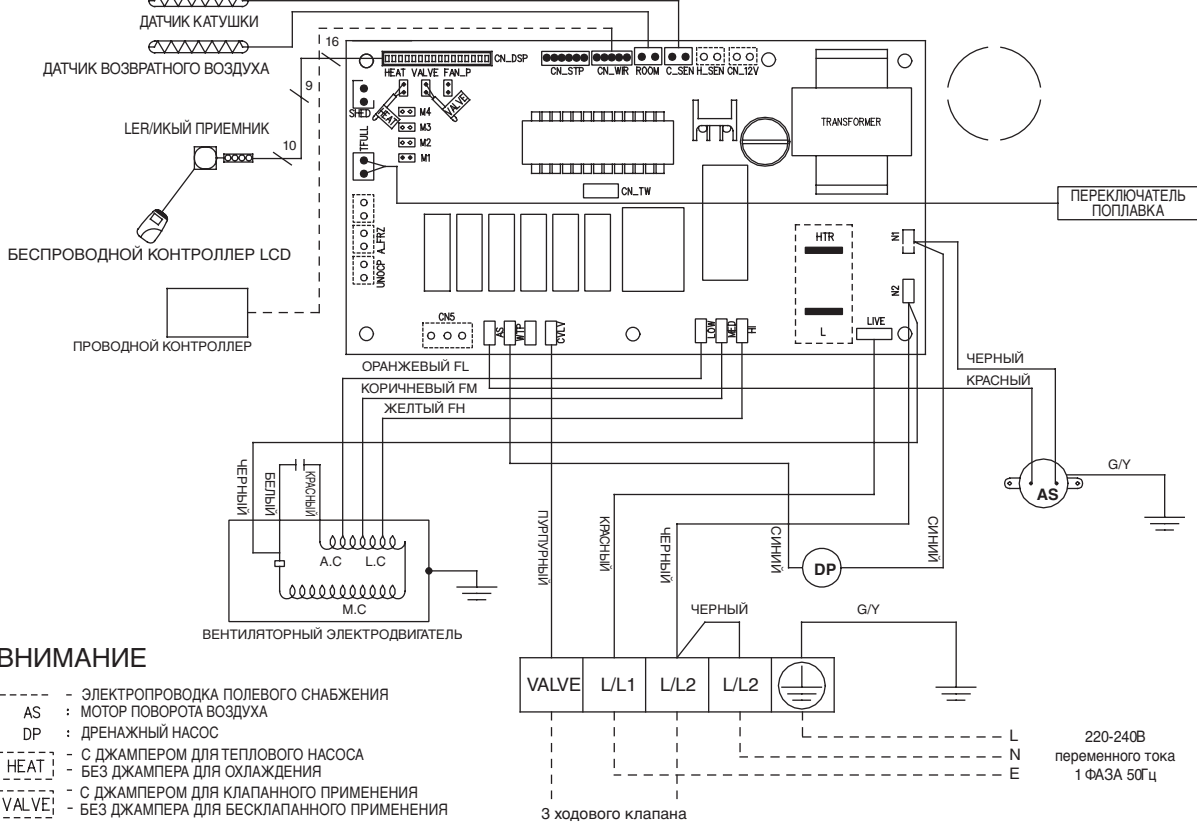 ДАТЧИК КАТУШКИ
ДАТЧИК ВОЗВРАТНОГО ВОЗДУХА
16
9
LER/ИКЫЙ ПРИЕМНИК
10
БЕСПРОВОДНОЙ КОНТРОЛЛЕР LCD
ПРОВОДНОЙ КОНТРОЛЛЕР
CN_DSP
CN_STP
CN_WIR
ROOM
C_SEN
H_SEN
CN_12V
HEAT VALVE FAN_P
SHED
HEAT
VALVE
M4
M3
M2
M1
TFULL
TRANSFORMER
CN_TW
ПЕРЕКЛЮЧАТЕЛЬ
ПОПЛАВКА
A_FRZ
UNOCP
HTR
L
N1
N2
LIVE
CN5
AS
WTP
CVLV
LOW
MED
HI
ОРАНЖЕВЫЙ FL
КОРИЧНЕВЫЙ FM
ЖЕЛТЫЙ FH
ЧЕРНЫЙ
КРАСНЫЙ
ЧЕРНЫЙ
БЕЛЫЙ
КРАСНЫЙ
A.C
L.C
M.C
ВЕНТИЛЯТОРНЫЙ ЭЛЕКТРОДВИГАТЕЛЬ
ПУРПУРНЫЙ
КРАСНЫЙ
ЧЕРНЫЙ
СИНИЙ
DP
СИНИЙ
AS
G/Y
ЧЕРНЫЙ
G/Y
VALVE
L/L1
L/L2
L/L2
ВНИМАНИЕ
- ЭЛЕКТРОПРОВОДКА ПОЛЕВОГО СНАБЖЕНИЯ
AS : МОТОР ПОВОРОТА ВОЗДУХА
DP : ДРЕНАЖНЫЙ НАСОС
HEAT - С ДЖАМПЕРОМ ДЛЯ ТЕПЛОВОГО НАСОСА
- БЕЗ ДЖАМПЕРА ДЛЯ ОХЛАЖДЕНИЯ
VALVE - С ДЖАМПЕРОМ ДЛЯ КЛАПАННОГО ПРИМЕНЕНИЯ
- БЕЗ ДЖАМПЕРА ДЛЯ БЕСКЛАПАННОГО ПРИМЕНЕНИЯ
3 ходового клапана
L
N
E
220-240В
переменного тока
1 ФАЗА 50Гц